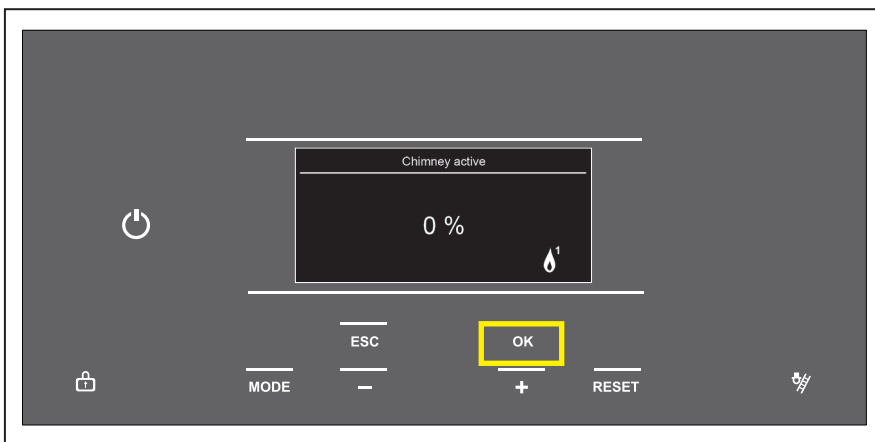 Chimney active
0 %
1
ESC OK
MODE − + RESET